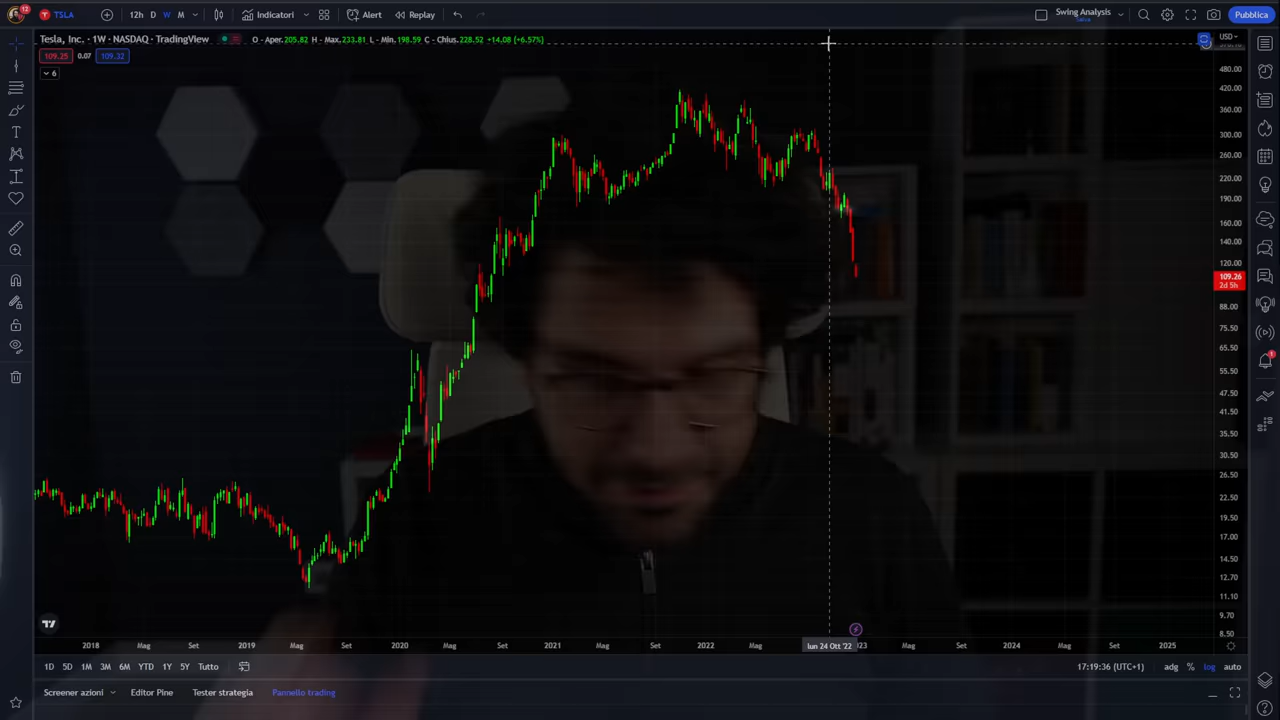 12
TSLA
12h D W M
Indicatori
Alert
Replay
Swing Analysis
Salva
Pubblica
Tesla, Inc. · 1W · NASDAQ · TradingView
O - Aper.205.82 H - Max.233.81 L - Min.198.59 C - Chius.228.52 +14.08 (+6.57%)
USD
109.25 0.07 109.32
6
480.00
420.00
360.00
300.00
260.00
220.00
190.00
160.00
140.00
120.00
109.26
2d 5h
88.00
75.50
65.50
55.50
47.50
41.50
35.50
30.50
26.50
22.50
19.50
17.00
14.50
12.70
11.10
9.70
8.50
2018 Mag Set 2019 Mag Set 2020 Mag Set 2021 Mag Set 2022 Mag lun 24 Ott '22 Mag Set 2024 Mag Set 2025
1D 5D 1M 3M 6M YTD 1Y 5Y Tutto
17:19:36 (UTC+1) adg % log auto
Screener azioni Editor Pine Tester strategia Pannello trading